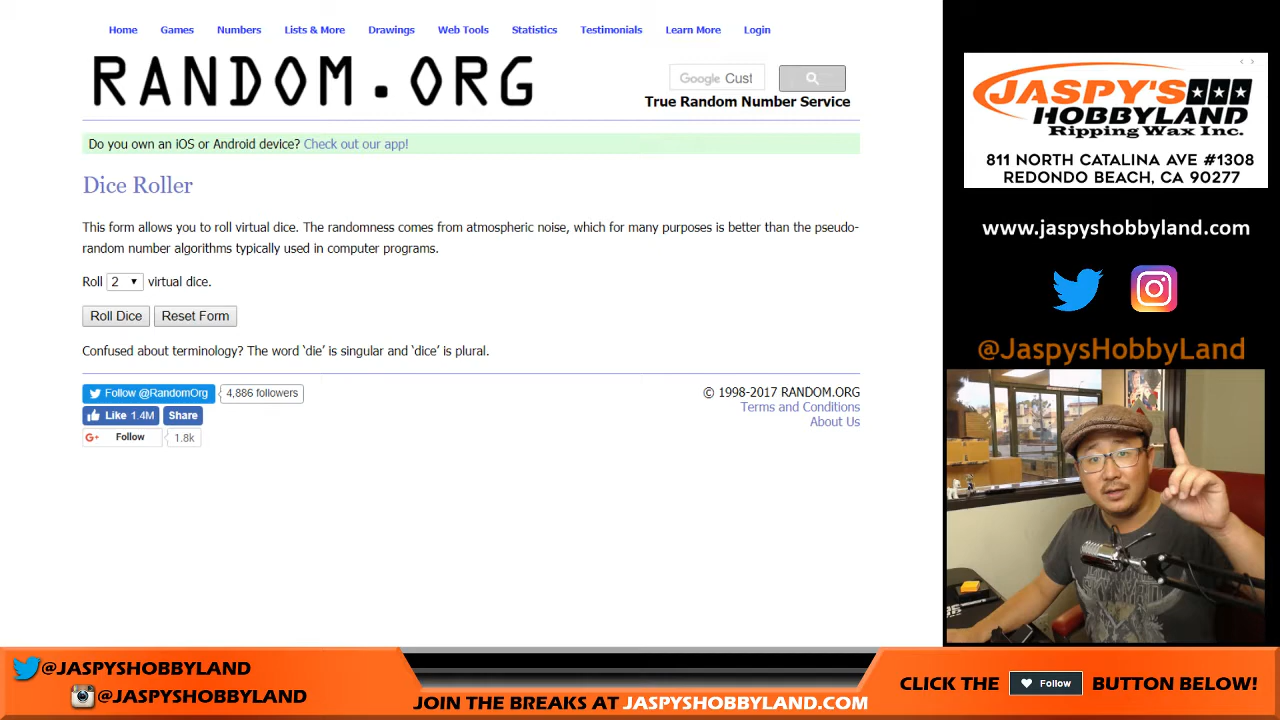 Home Games Numbers Lists & More Drawings Web Tools Statistics Testimonials Learn More Login
RANDOM.ORG
Google Cust
True Random Number Service
Do you own an iOS or Android device? Check out our app!
Dice Roller
This form allows you to roll virtual dice. The randomness comes from atmospheric noise, which for many purposes is better than the pseudo-
random number algorithms typically used in computer programs.
Roll 2 virtual dice.
Roll Dice Reset Form
Confused about terminology? The word ‘die’ is singular and ‘dice’ is plural.
Follow @RandomOrg 4,886 followers
Like 1.4M Share
G+ Follow 1.8k
© 1998-2017 RANDOM.ORG
Terms and Conditions
About Us
JASPY'S
HOBBYLAND
Ripping Wax Inc.
811 NORTH CATALINA AVE #1308
REDONDO BEACH, CA 90277
www.jaspyshobbyland.com
@JaspysHobbyLand
@JASPYSHOBBYLAND
@JASPYSHOBBYLAND
JOIN THE BREAKS AT JASPYSHOBBYLAND.COM
CLICK THE Follow BUTTON BELOW!